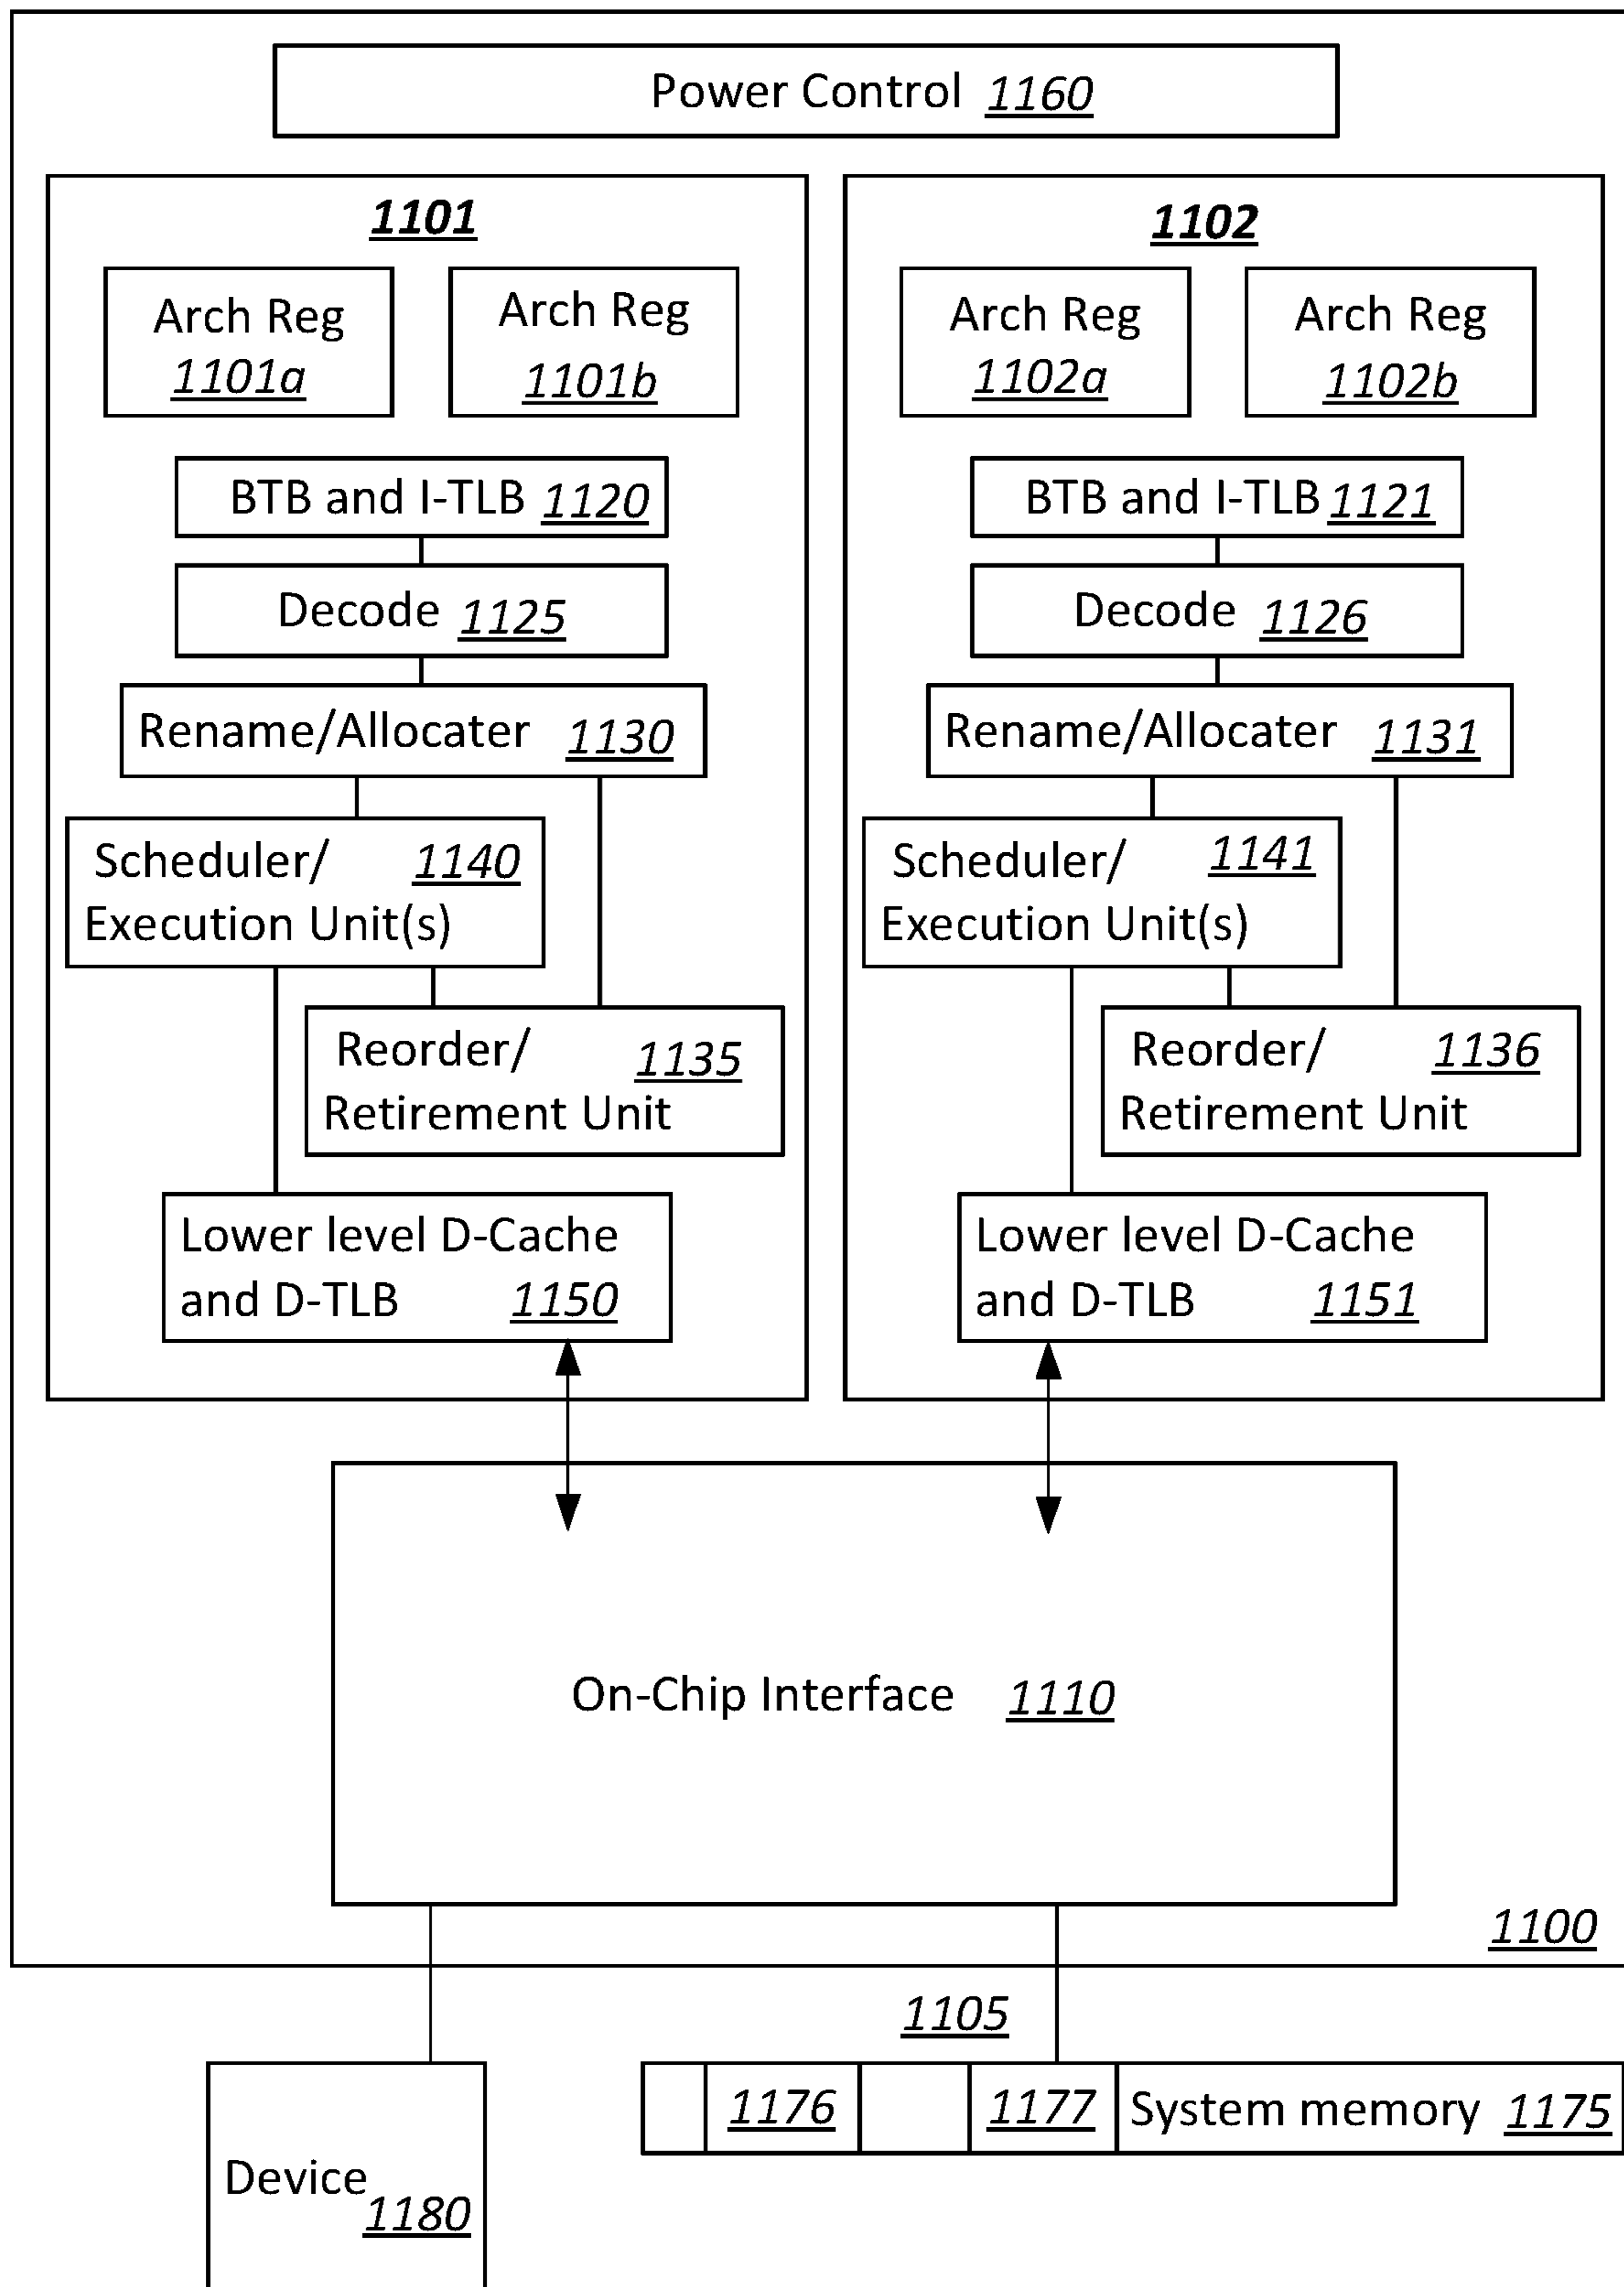 Power Control 1160
1101
Arch Reg
1101a
Arch Reg
1101b
BTB and I-TLB 1120
Decode 1125
Rename/Allocater 1130
Scheduler/ 1140
Execution Unit(s)
Reorder/ 1135
Retirement Unit
Lower level D-Cache
and D-TLB 1150
1102
Arch Reg
1102a
Arch Reg
1102b
BTB and I-TLB 1121
Decode 1126
Rename/Allocater 1131
Scheduler/ 1141
Execution Unit(s)
Reorder/ 1136
Retirement Unit
Lower level D-Cache
and D-TLB 1151
On-Chip Interface 1110
1100
1105
1176 1177 System memory 1175
Device 1180